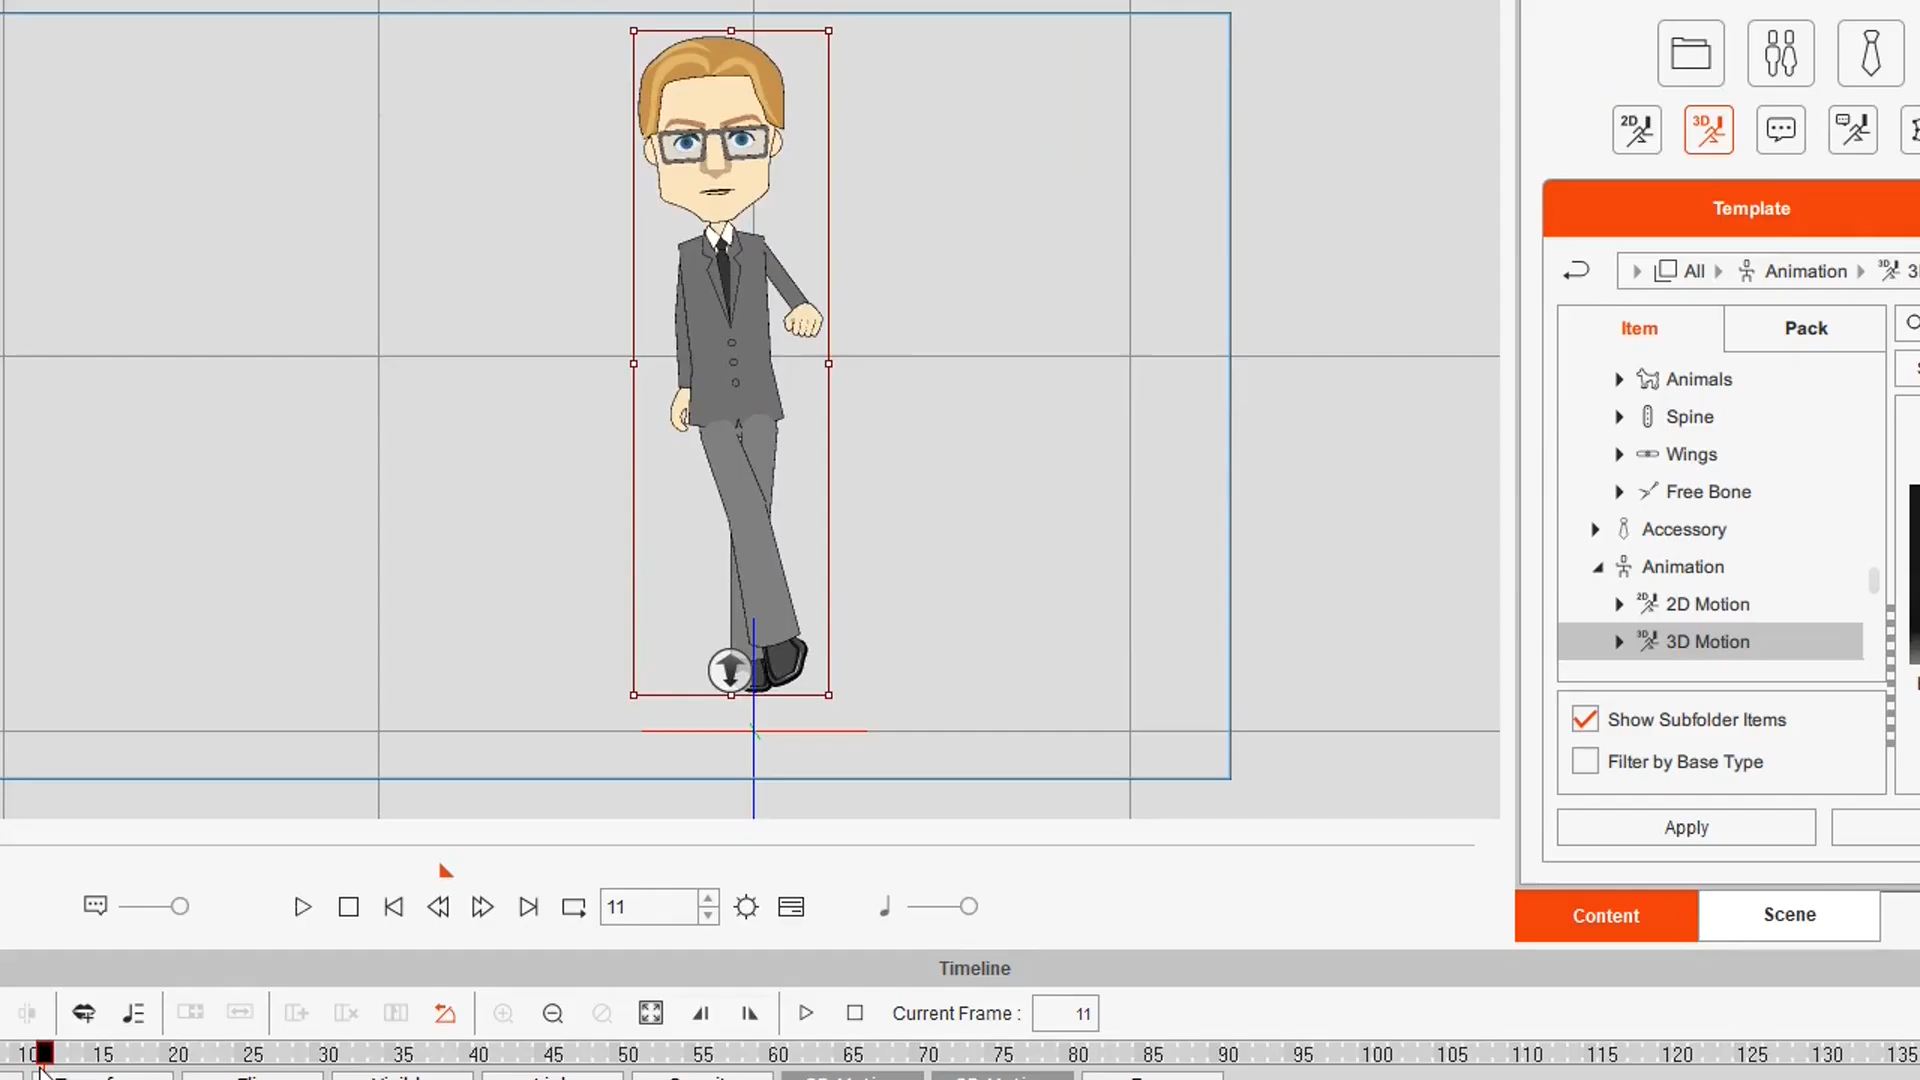 2D
3D
Template
All Animation
Item Pack
Animals
Spine
Wings
Free Bone
Accessory
Animation
2D Motion
3D Motion
Show Subfolder Items
Filter by Base Type
Apply
11
Content Scene
Timeline
Current Frame : 11
10 15 20 25 30 35 40 45 50 55 60 65 70 75 80 85 90 95 100 105 110 115 120 125 130 135